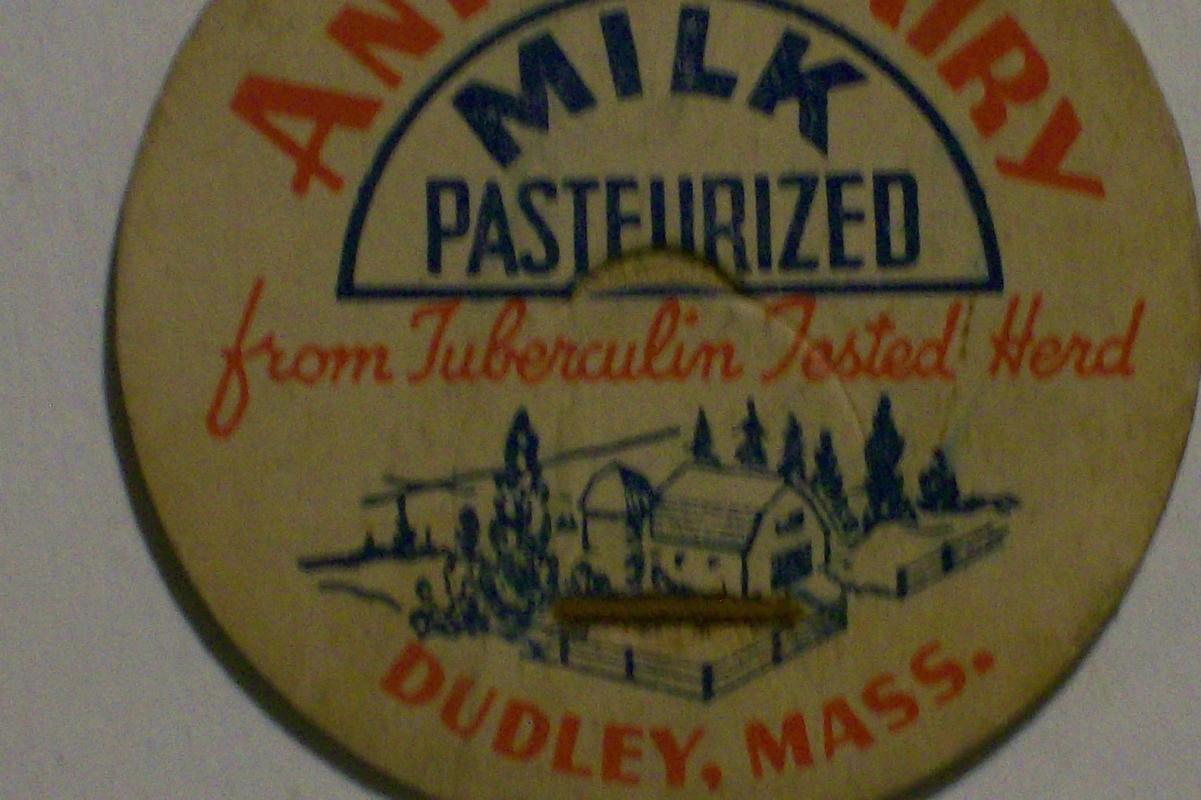 MILK
PASTEURIZED
from Tuberculin Tested Herd
DUDLEY, MASS.